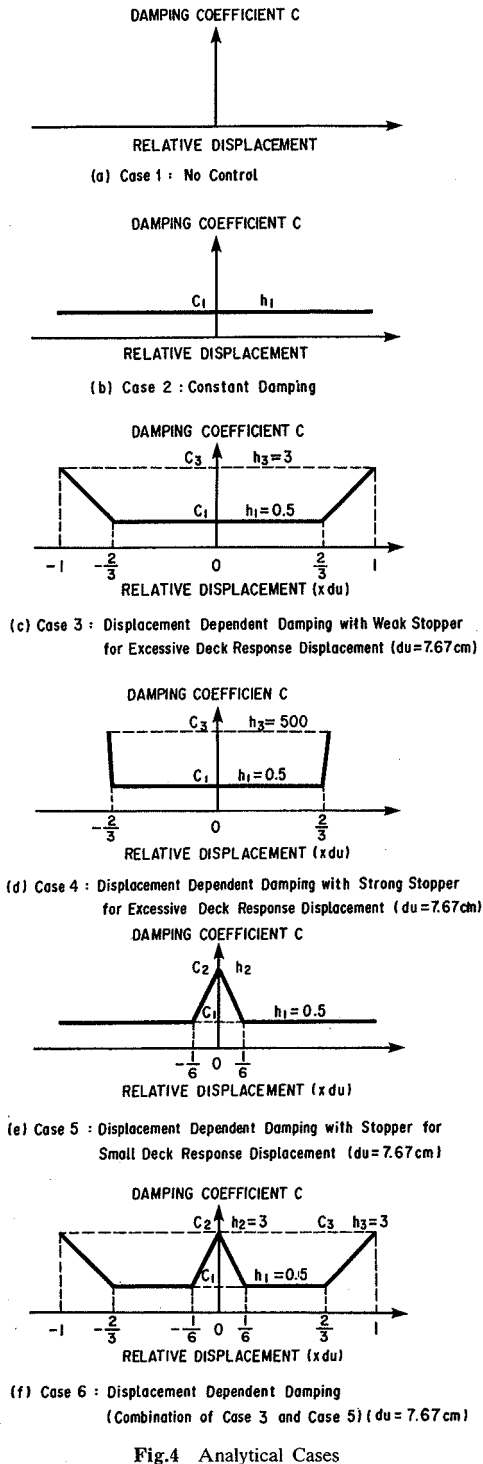 DAMPING COEFFICIENT C
RELATIVE DISPLACEMENT
(a) Case 1 : No Control
DAMPING COEFFICIENT C
C1 h1
RELATIVE DISPLACEMENT
(b) Case 2 : Constant Damping
DAMPING COEFFICIENT C
C3 h3=3
C1 h1=0.5
-1 -2/3 0 2/3 1
RELATIVE DISPLACEMENT (xdu)
(c) Case 3 : Displacement Dependent Damping with Weak Stopper
for Excessive Deck Response Displacement (du=7.67cm)
DAMPING COEFFICIEN C
C3 h3=500
C1 h1=0.5
-2/3 0 2/3
RELATIVE DISPLACEMENT (xdu)
(d) Case 4 : Displacement Dependent Damping with Strong Stopper
for Excessive Deck Response Displacement (du=7.67cm)
DAMPING COEFFICIENT C
C2 h2
C1 h1=0.5
-1/6 0 1/6
RELATIVE DISPLACEMENT (xdu)
(e) Case 5 : Displacement Dependent Damping with Stopper for
Small Deck Response Displacement (du=7.67cm)
DAMPING COEFFICIENT C
C2 h2=3 C3 h3=3
C1 h1=0.5
-1 -2/3 -1/6 0 1/6 2/3 1
RELATIVE DISPLACEMENT (xdu)
(f) Case 6 : Displacement Dependent Damping
(Combination of Case 3 and Case 5) (du= 7.67cm)
Fig.4 Analytical Cases